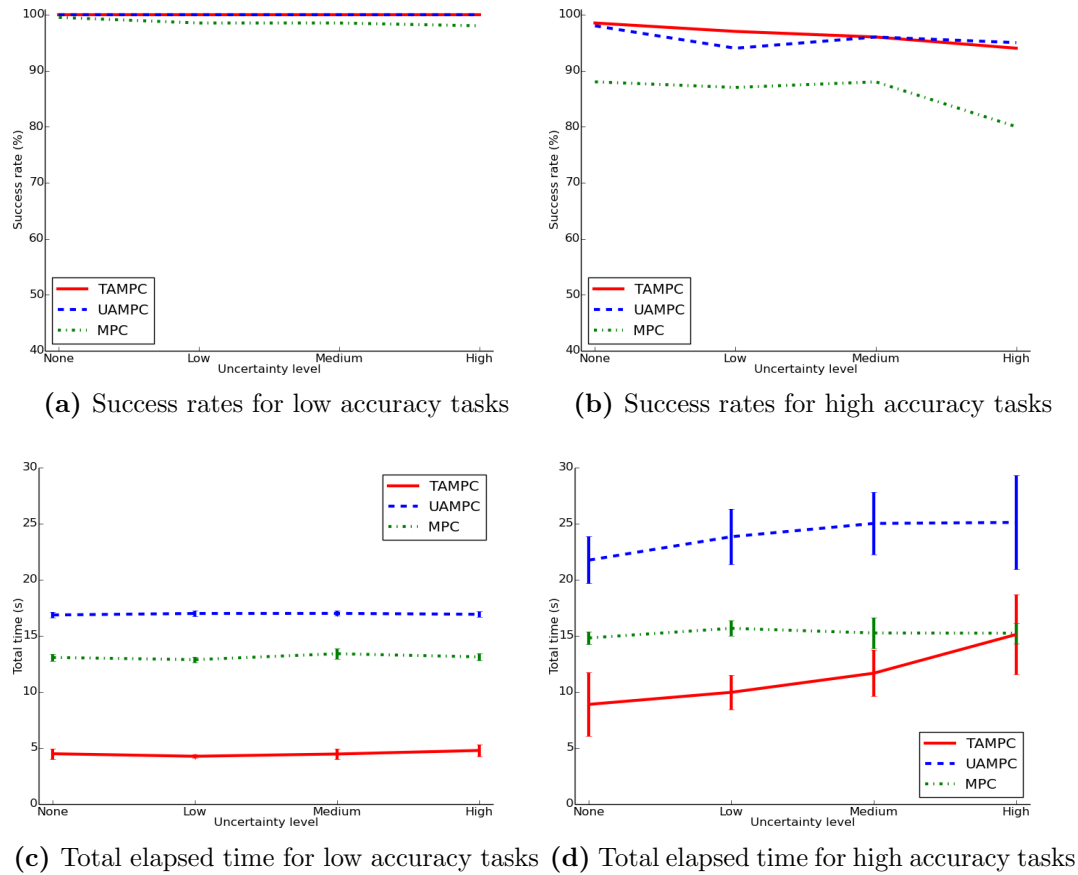 100
90
80
70
60
50
40
Success rate (%)
TAMPC
UAMPC
MPC
None
Low
Medium
High
Uncertainty level
(a) Success rates for low accuracy tasks
100
90
80
70
60
50
40
Success rate (%)
TAMPC
UAMPC
MPC
None
Low
Medium
High
Uncertainty level
(b) Success rates for high accuracy tasks
30
25
20
15
10
5
0
Total time (s)
TAMPC
UAMPC
MPC
None
Low
Medium
High
Uncertainty level
(c) Total elapsed time for low accuracy tasks
30
25
20
15
10
5
0
Total time (s)
TAMPC
UAMPC
MPC
None
Low
Medium
High
Uncertainty level
(d) Total elapsed time for high accuracy tasks